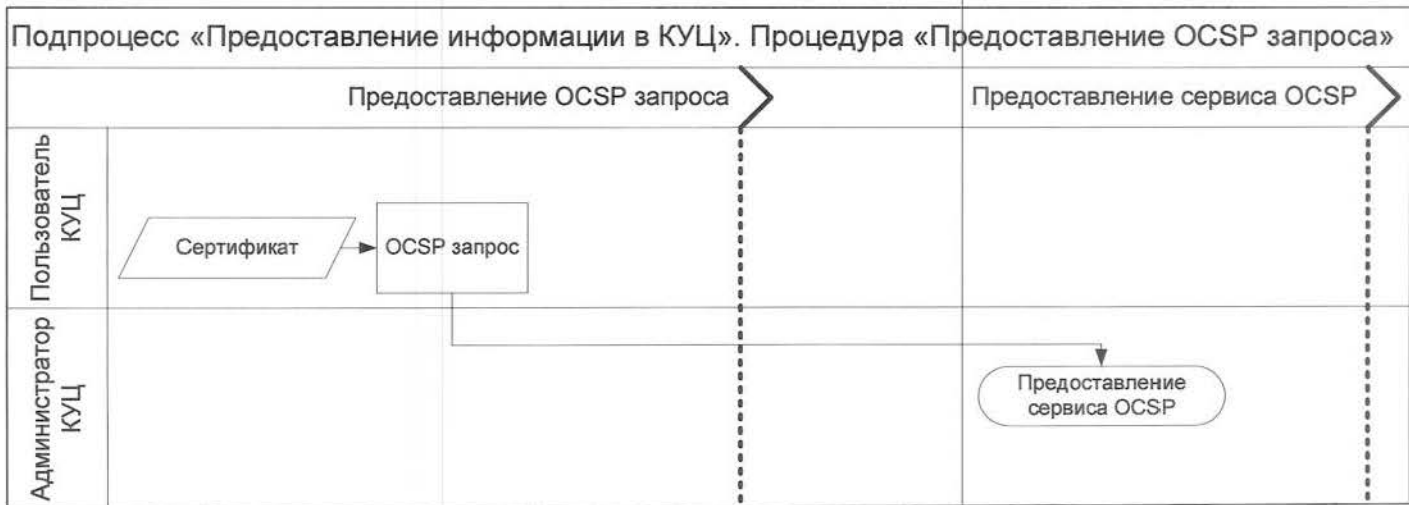 Подпроцесс «Предоставление информации в КУЦ». Процедура «Предоставление OCSP запроса»
Предоставление OCSP запроса
Предоставление сервиса OCSP
Пользователь
КУЦ
Сертификат
OCSP запрос
Администратор
КУЦ
Предоставление
сервиса OCSP